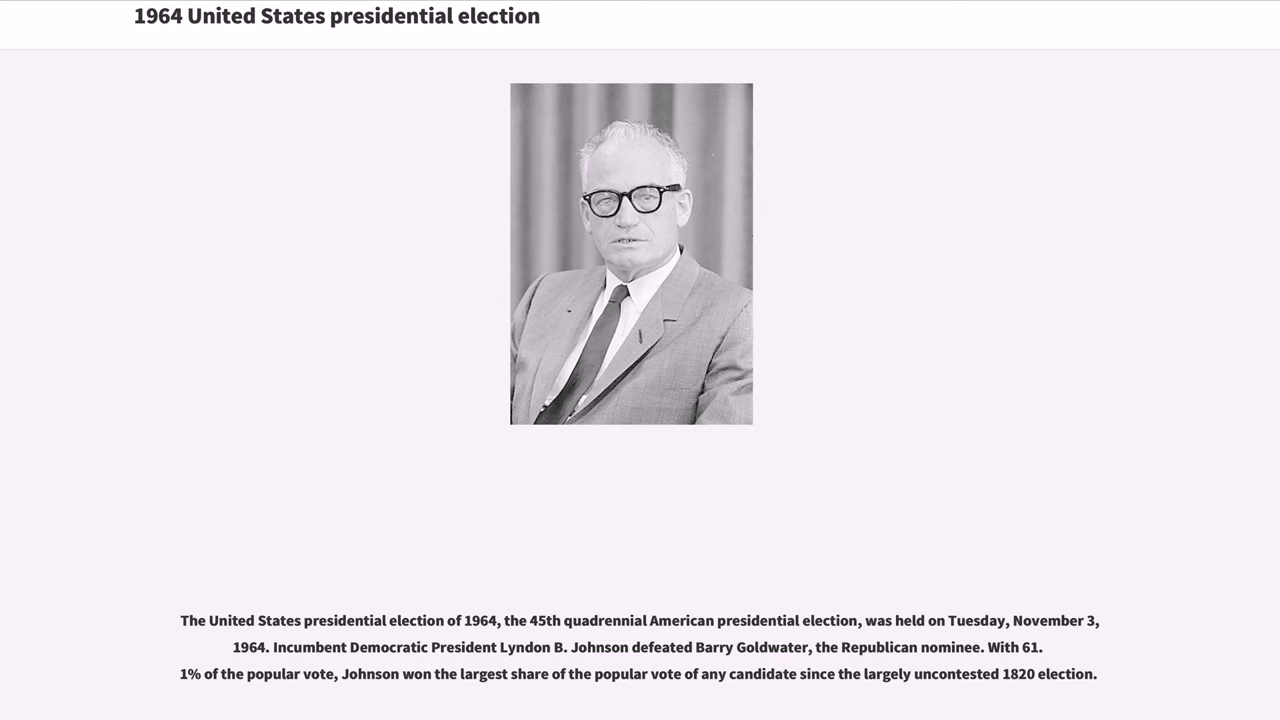 1964 United States presidential election
The United States presidential election of 1964, the 45th quadrennial American presidential election, was held on Tuesday, November 3,
1964. Incumbent Democratic President Lyndon B. Johnson defeated Barry Goldwater, the Republican nominee. With 61.
1% of the popular vote, Johnson won the largest share of the popular vote of any candidate since the largely uncontested 1820 election.